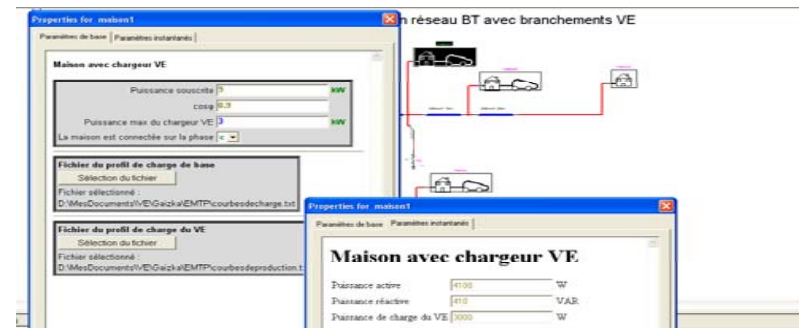 Properties for maison1
n réseau BT avec branchements VE
Paramètres de base Paramètres instantanés
Maison avec chargeur VE
Puissance souscrite 9 kW
cosφ 0.9
Puissance max du chargeur VE 3 kW
La maison est connectée sur la phase c
Fichier du profil de charge de base
Sélection du fichier
Fichier sélectionné :
D:\MesDocuments\VE\Gaizka\EMTP\courbesdecharge.txt
Fichier du profil de charge du VE
Sélection du fichier
Fichier sélectionné :
D:\MesDocuments\VE\Gaizka\EMTP\courbesdeproduction.t
Properties for maison1
Paramètres de base Paramètres instantanés
Maison avec chargeur VE
Puissance active 4100 W
Puissance réactive 410 VAR
Puissance de charge du VE 3000 W